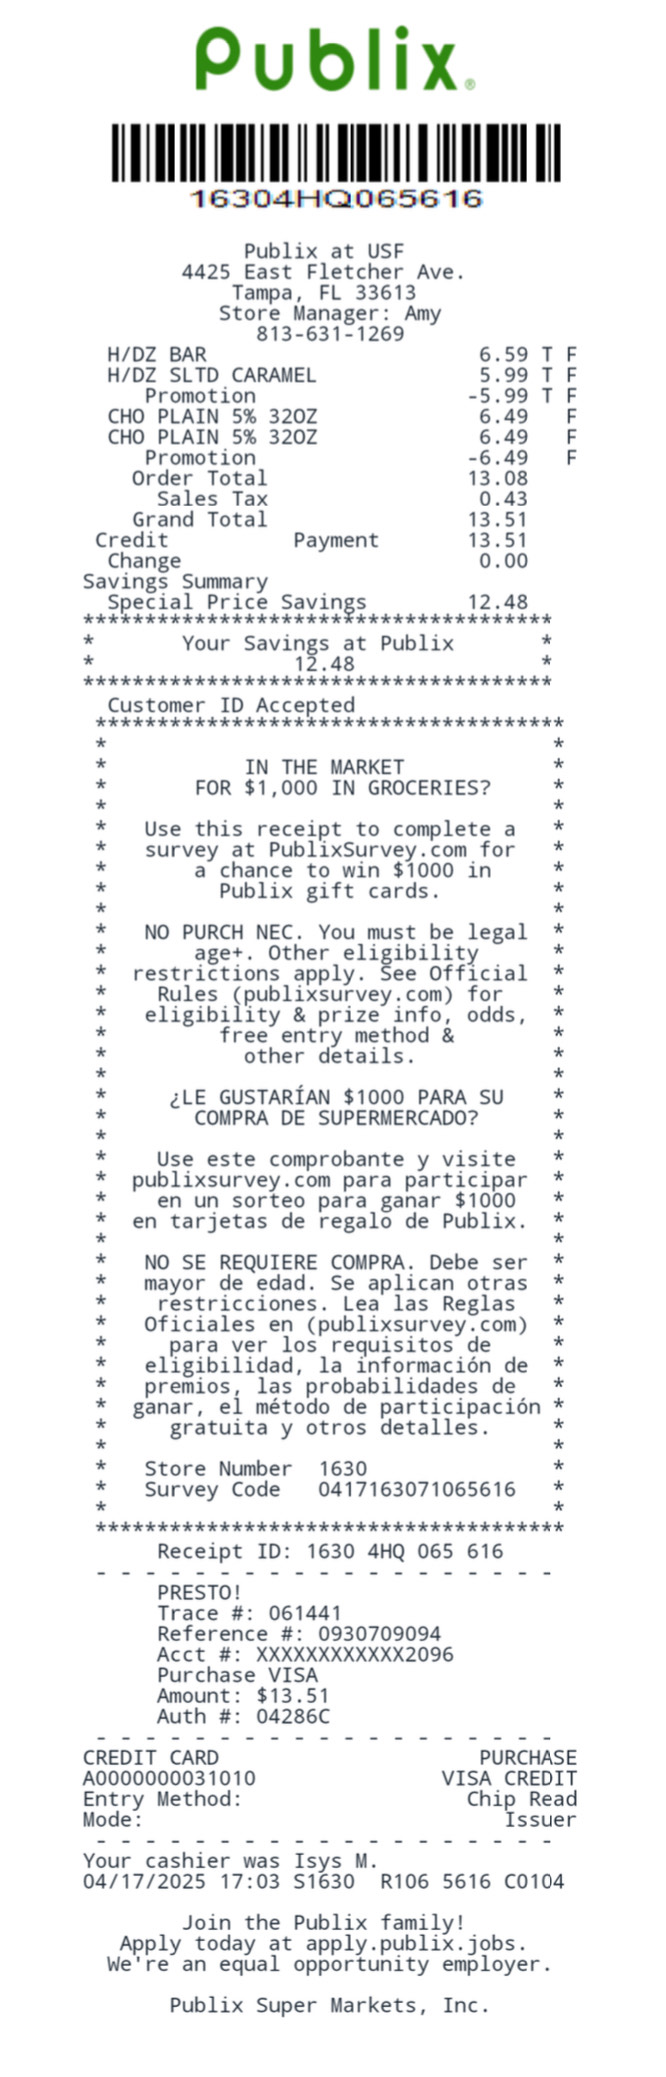 Publix®
16304HQ065616
Publix at USF
4425 East Fletcher Ave.
Tampa, FL 33613
Store Manager: Amy
813-631-1269
H/DZ BAR 6.59 T F
H/DZ SLTD CARAMEL 5.99 T F
Promotion -5.99 T F
CHO PLAIN 5% 32OZ 6.49 F
CHO PLAIN 5% 32OZ 6.49 F
Promotion -6.49 F
Order Total 13.08
Sales Tax 0.43
Grand Total 13.51
Credit Payment 13.51
Change 0.00
Savings Summary
Special Price Savings 12.48
**************************************
* Your Savings at Publix *
* 12.48 *
**************************************
Customer ID Accepted
**************************************
* *
* IN THE MARKET *
* FOR $1,000 IN GROCERIES? *
* *
* Use this receipt to complete a *
* survey at PublixSurvey.com for *
* a chance to win $1000 in *
* Publix gift cards. *
* *
* NO PURCH NEC. You must be legal *
* age+. Other eligibility *
* restrictions apply. See Official *
* Rules (publixsurvey.com) for *
* eligibility & prize info, odds, *
* free entry method & *
* other details. *
* *
* ¿LE GUSTARÍAN $1000 PARA SU *
* COMPRA DE SUPERMERCADO? *
* *
* Use este comprobante y visite *
* publixsurvey.com para participar *
* en un sorteo para ganar $1000 *
* en tarjetas de regalo de Publix. *
* *
* NO SE REQUIERE COMPRA. Debe ser *
* mayor de edad. Se aplican otras *
* restricciones. Lea las Reglas *
* Oficiales en (publixsurvey.com) *
* para ver los requisitos de *
* eligibilidad, la información de *
* premios, las probabilidades de *
* ganar, el método de participación *
* gratuita y otros detalles. *
* *
* Store Number 1630 *
* Survey Code 0417163071065616 *
* *
**************************************
Receipt ID: 1630 4HQ 065 616
- - - - - - - - - - - - - - - - - - -
PRESTO!
Trace #: 061441
Reference #: 0930709094
Acct #: XXXXXXXXXXXX2096
Purchase VISA
Amount: $13.51
Auth #: 04286C
- - - - - - - - - - - - - - - - - - -
CREDIT CARD PURCHASE
A0000000031010 VISA CREDIT
Entry Method: Chip Read
Mode: Issuer
- - - - - - - - - - - - - - - - - - -
Your cashier was Isys M.
04/17/2025 17:03 S1630 R106 5616 C0104
Join the Publix family!
Apply today at apply.publix.jobs.
We're an equal opportunity employer.
Publix Super Markets, Inc.